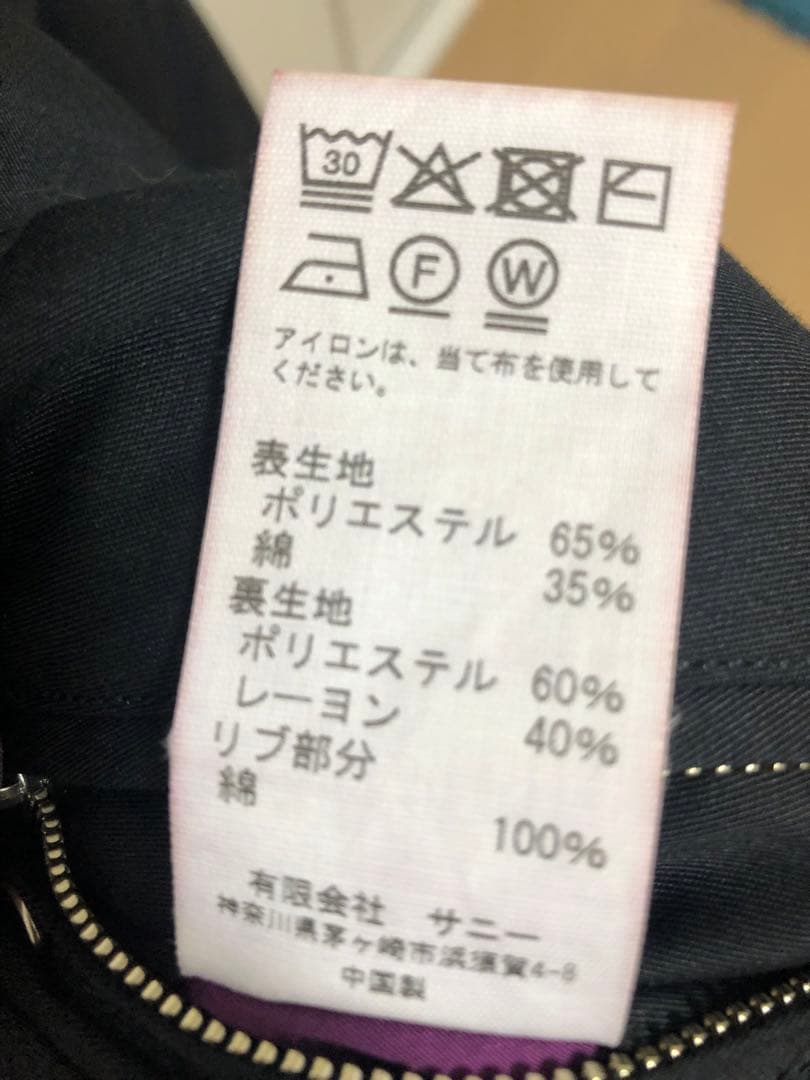 30
F W
アイロンは、当て布を使用して
ください。
表生地
ポリエステル 65%
綿 35%
裏生地
ポリエステル 60%
レーヨン 40%
リブ部分
綿 100%
有限会社 サニー
神奈川県茅ヶ崎市浜須賀4-8
中国製